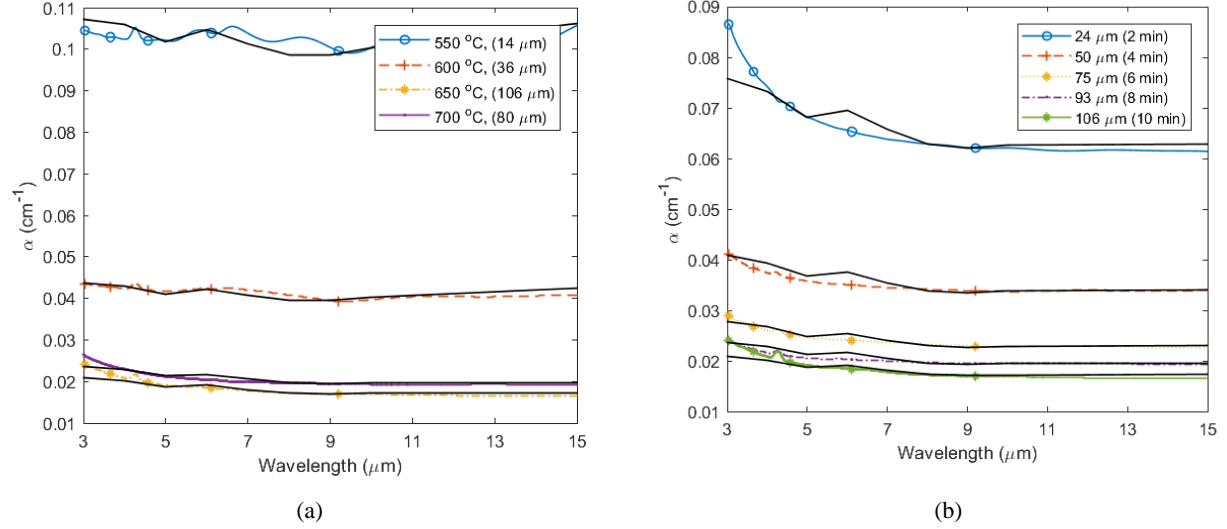 0.11
0.1
0.09
0.08
0.07
0.06
0.05
0.04
0.03
0.02
0.01
α (cm⁻¹)
3 5 7 9 11 13 15
Wavelength (μm)
550 °C, (14 μm)
600 °C, (36 μm)
650 °C, (106 μm)
700 °C, (80 μm)
(a)
0.09
0.08
0.07
0.06
0.05
0.04
0.03
0.02
0.01
α (cm⁻¹)
3 5 7 9 11 13 15
Wavelength (μm)
24 μm (2 min)
50 μm (4 min)
75 μm (6 min)
93 μm (8 min)
106 μm (10 min)
(b)